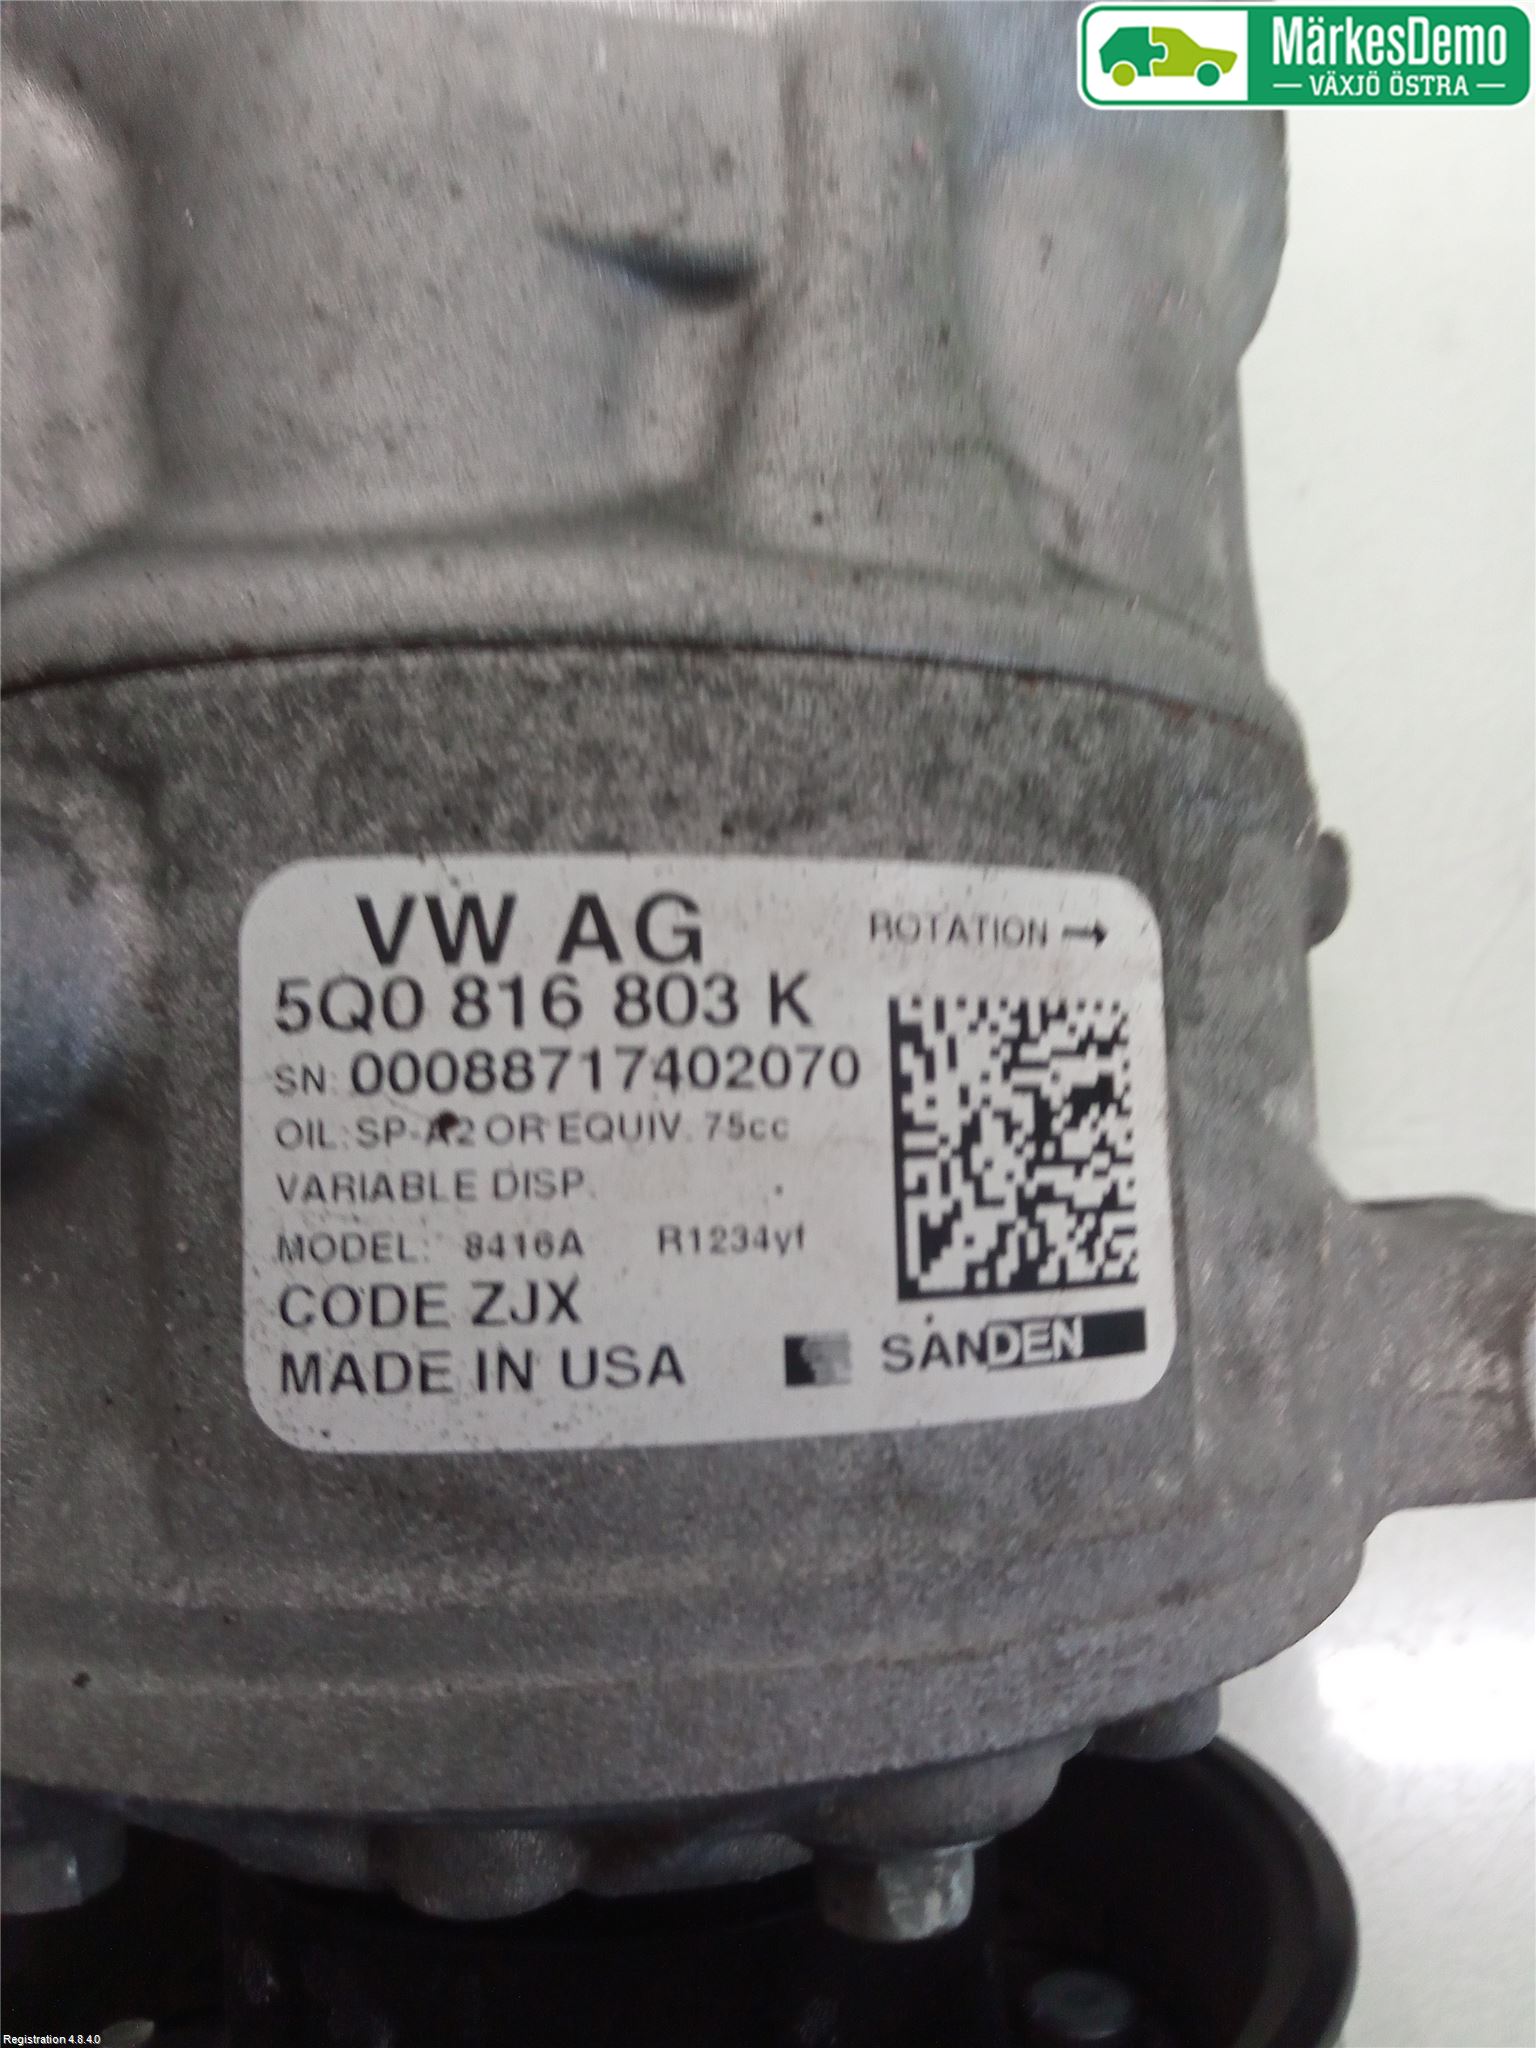 MärkesDemo
VÄXJÖ ÖSTRA
VW AG
ROTATION →
5Q0 816 803 K
SN: 00088717402070
OIL: SP-A2 OR EQUIV. 75cc
VARIABLE DISP.
MODEL: 8416A R1234yf
CODE ZJX
MADE IN USA
SANDEN
Registration 4.8.4.0